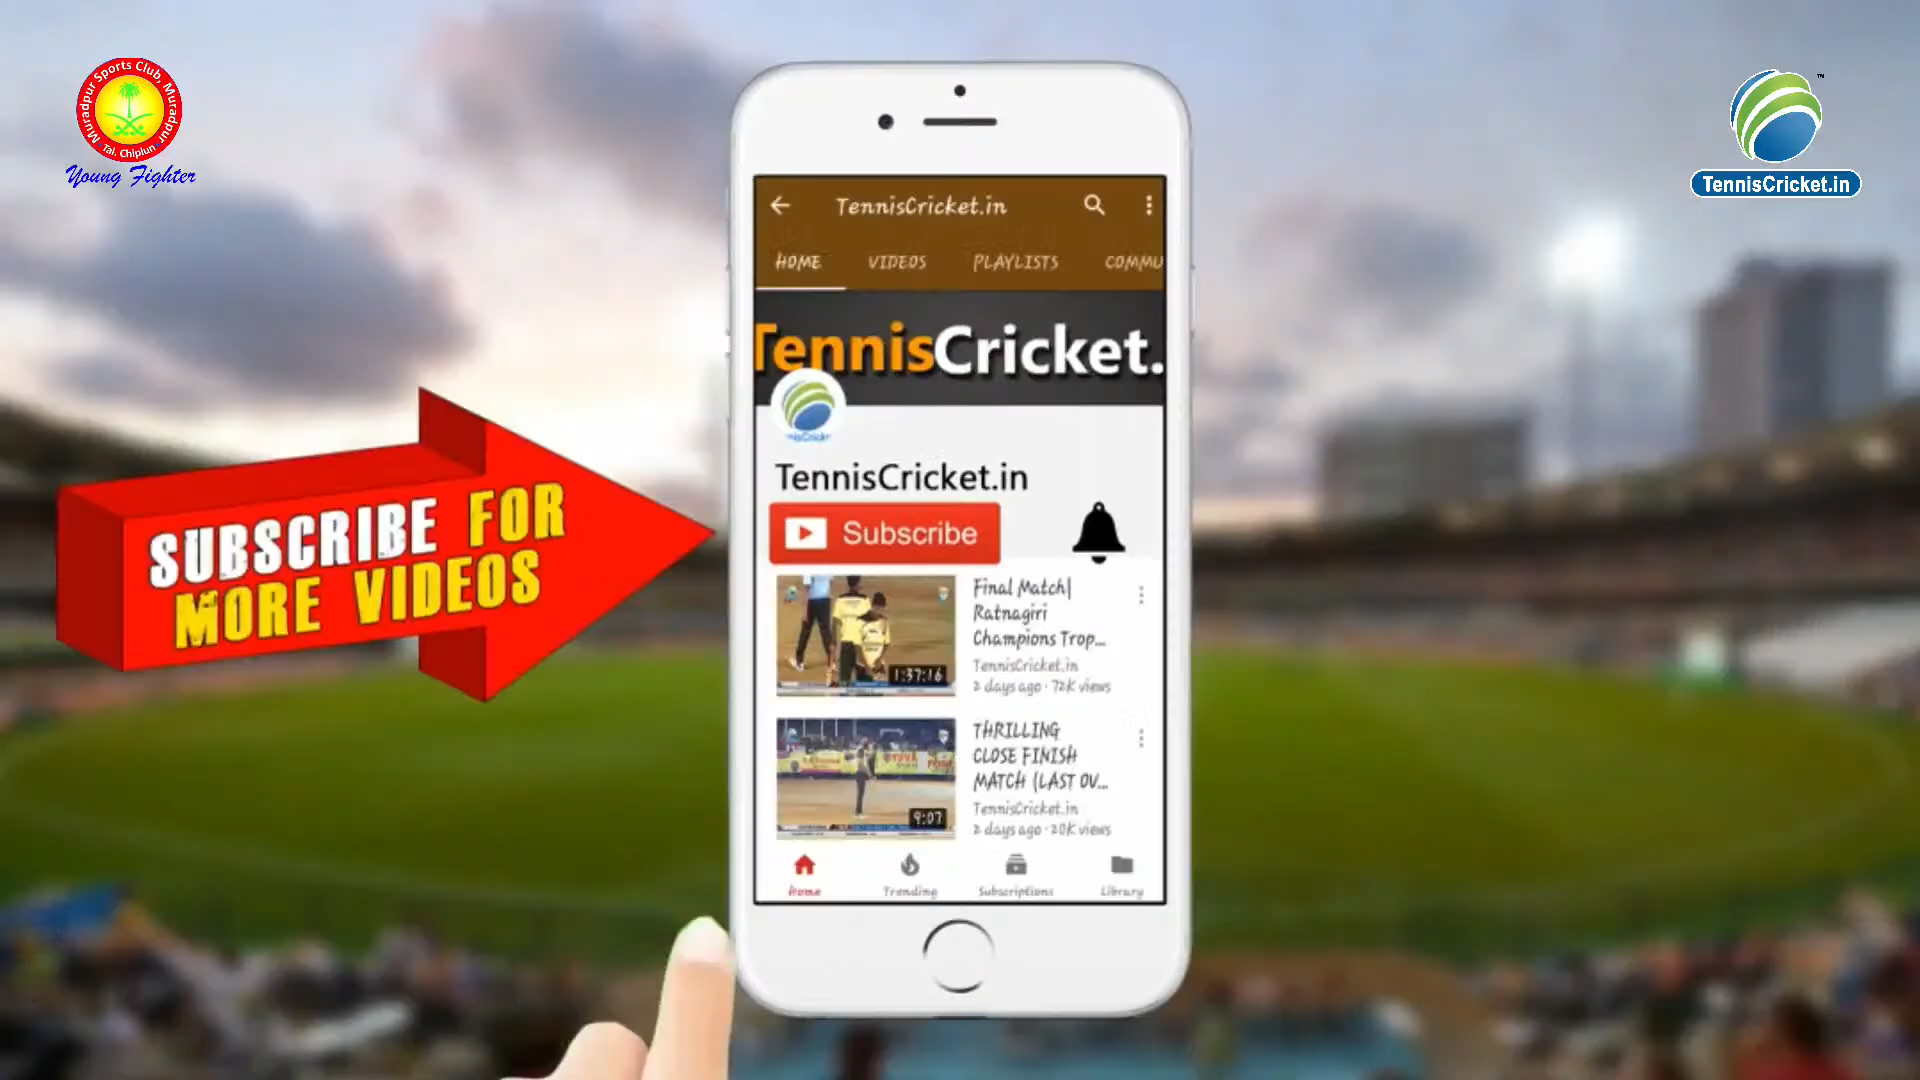 Muradpur Sports Club, Muradpur
Tal. Chiplun
Young Fighter
TM
TennisCricket.in
SUBSCRIBE FOR
MORE VIDEOS
TennisCricket.in
HOME VIDEOS PLAYLISTS COMMU
TennisCricket.
TennisCricket.in
Subscribe
Final Match|
Ratnagiri
Champions Trop...
TennisCricket.in
2 days ago · 72K views
1:37:16
THRILLING
CLOSE FINISH
MATCH (LAST OV...
TennisCricket.in
2 days ago · 20K views
9:07
Home Trending Subscriptions Library